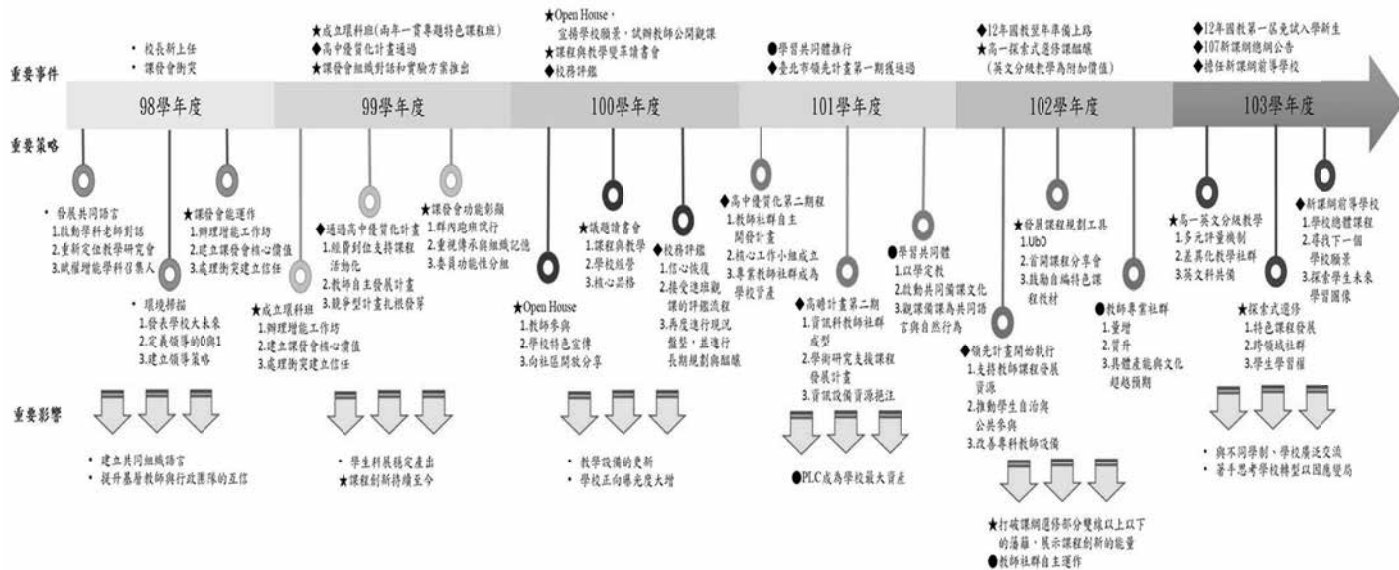 重要事件
• 校長新上任
• 課發會衝突
★成立環科班(兩年一貫專題特色課程班)
◆高中優質化計畫通過
★課發會組織對話和實驗方案推出
★Open House，
宣揚學校願景，試辦教師公開觀課
★課程與教學變革讀書會
◆校務評鑑
●學習共同體推行
◆臺北市領先計畫第一期獲通過
◆12年國教翌年準備上路
★高一探索式選修課醞釀
(英文分級教學為附加價值)
◆12年國教第一屆免試入學新生
◆107新課綱總綱公告
◆擔任新課綱前導學校
98學年度
99學年度
100學年度
101學年度
102學年度
103學年度
重要策略
• 發展共同語言
1.啟動學科老師對話
2.重新定位教學研究會
3.賦權增能學科召集人
• 環境掃描
1.發表學校大未來
2.定義領導的0與1
3.建立領導策略
★課發會能運作
1.辦理增能工作坊
2.建立課發會核心價值
3.處理衝突建立信任
★成立環科班
1.辦理增能工作坊
2.建立課發會核心價值
3.處理衝突建立信任
◆通過高中優質化計畫
1.經費到位支持課程
活動化
2.教師自主發展計畫
3.競爭型計畫扎根發芽
★課發會功能彰顯
1.群內跑班試行
2.重視傳承與組織記憶
3.委員功能性分組
★Open House
1.教師參與
2.學校特色宣傳
3.向社區開放分享
★議題讀書會
1.課程與教學
2.學校經營
3.核心品格
◆校務評鑑
1.信心恢復
2.接受進班觀
課的評鑑流程
3.再度進行現況
盤整，並進行
長期規劃與醞釀
◆高中優質化第二期程
1.教師社群自主
開發計畫
2.核心工作小組成立
3.專業教師社群成為
學校資產
◆高瞻計畫第二期
1.資訊科教師社群
成型
2.學術研究支援課程
發展計畫
3.資訊設備資源挹注
●學習共同體
1.以學定教
2.啟動共同備課文化
3.觀課備課為共同語
言與自然行為
◆領先計畫開始執行
1.支持教師課程發展
資源
2.推動學生自治與
公共參與
3.改善專科教師設備
★發展課程規劃工具
1.UbD
2.首開課程分享會
3.鼓勵自編特色課
程教材
●教師專業社群
1.量增
2.質升
3.具體產能與文化
超越預期
★高一英文分級教學
1.多元評量機制
2.差異化教學社群
3.英文科共備
★探索式選修
1.特色課程發展
2.跨領域社群
3.學生學習權
◆新課綱前導學校
1.學校總體課程
2.尋找下一個
學校願景
3.探索學生未來
學習圖像
重要影響
• 建立共同組織語言
• 提升基層教師與行政團隊的互信
• 學生科展穩定產出
★課程創新持續至今
• 教學設備的更新
• 學校正向曝光度大增
●PLC成為學校最大資產
★打破課綱選修部分雙線以上以下
的藩籬，展示課程創新的能量
●教師社群自主運作
• 與不同學制、學校廣泛交流
• 著手思考學校轉型以因應變局